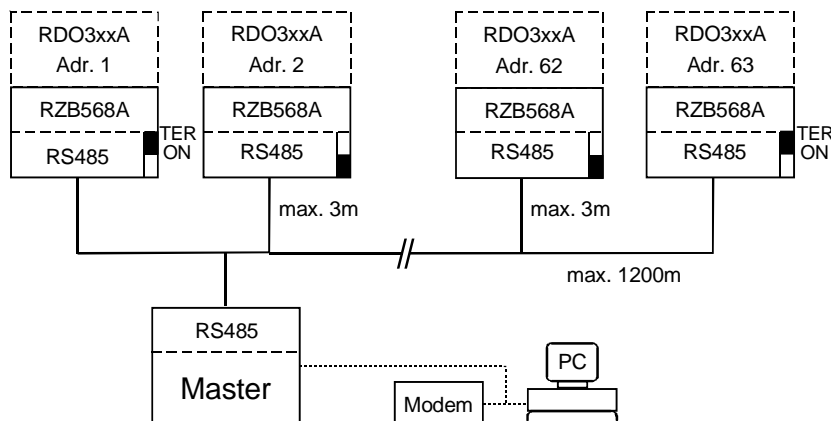 RDO3xxA
Adr. 1
RDO3xxA
Adr. 2
RDO3xxA
Adr. 62
RDO3xxA
Adr. 63
RZB568A
RS485
TER
ON
RZB568A
RS485
RZB568A
RS485
RZB568A
RS485
TER
ON
max. 3m
max. 3m
max. 1200m
RS485
Master
Modem
PC